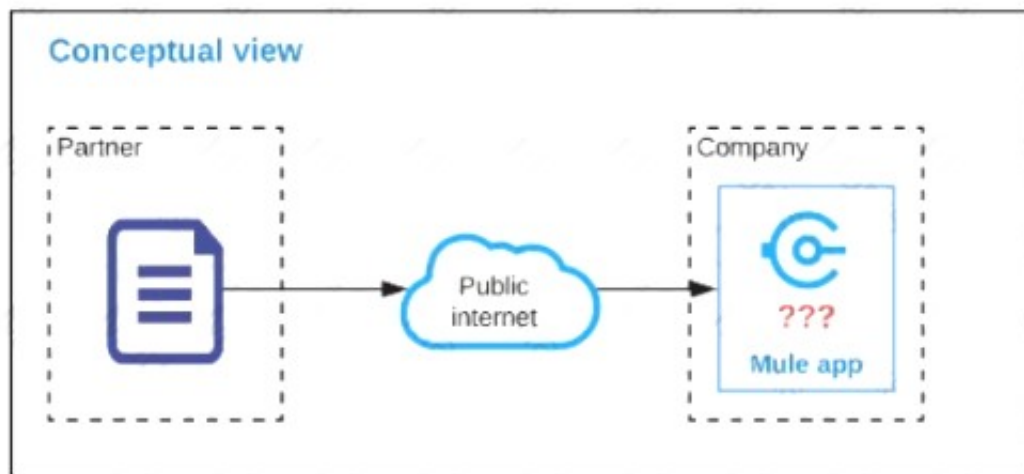 Conceptual view
Partner
Company
Public
internet
???
Mule app